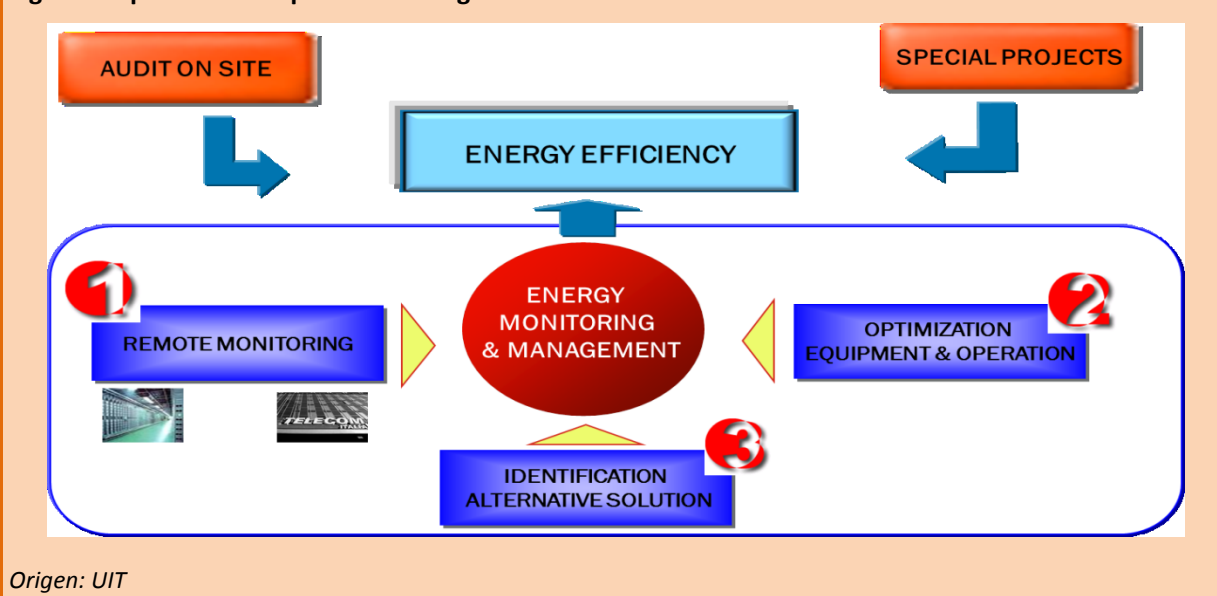 AUDIT ON SITE
SPECIAL PROJECTS
ENERGY EFFICIENCY
1
REMOTE MONITORING
ENERGY
MONITORING
& MANAGEMENT
2
OPTIMIZATION
EQUIPMENT & OPERATION
TELECOM
ITALIA
3
IDENTIFICATION
ALTERNATIVE SOLUTION
Origen: UIT